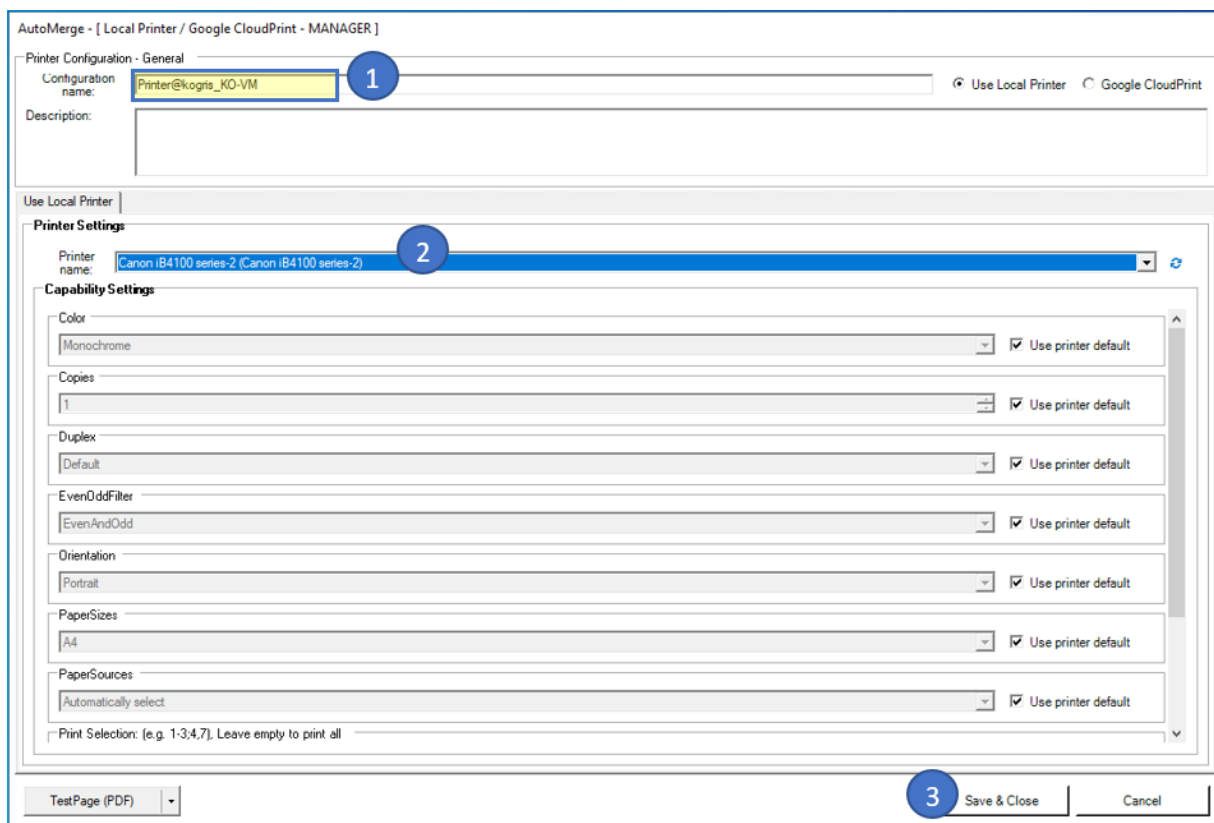 AutoMerge - [ Local Printer / Google CloudPrint - MANAGER ]
Printer Configuration - General
Configuration name:
Printer@kogris_KO-VM
1
Use Local Printer
Google CloudPrint
Description:
Use Local Printer
Printer Settings
Printer name:
Canon iB4100 series-2 (Canon iB4100 series-2)
2
Capability Settings
Color
Monochrome
Use printer default
Copies
1
Use printer default
Duplex
Default
Use printer default
EvenOddFilter
EvenAndOdd
Use printer default
Orientation
Portrait
Use printer default
PaperSizes
A4
Use printer default
PaperSources
Automatically select
Use printer default
Print Selection: (e.g. 1-3;4,7), Leave empty to print all
TestPage (PDF)
3
Save & Close
Cancel